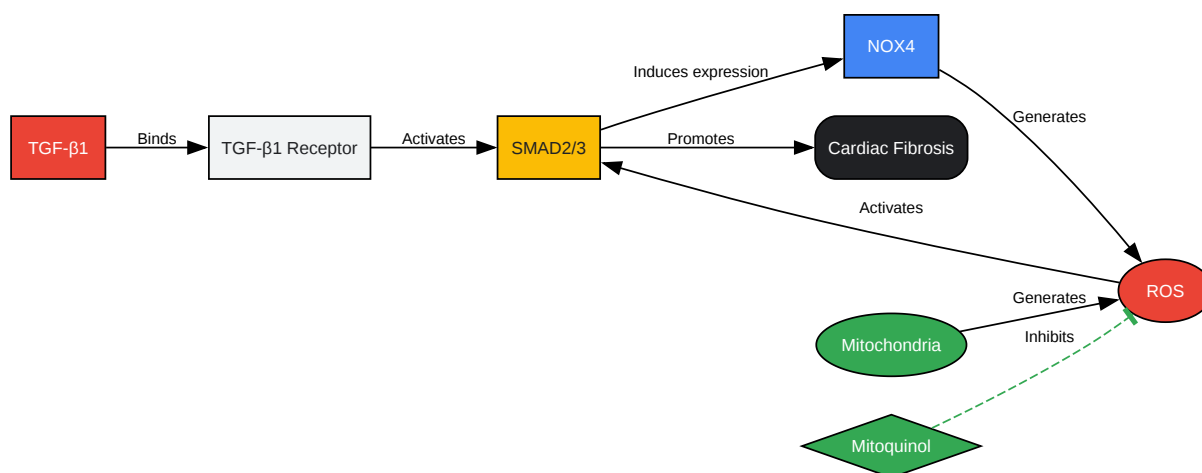 NOX4
Induces expression
Generates
TGF-β1
Binds
TGF-β1 Receptor
Activates
SMAD2/3
Promotes
Cardiac Fibrosis
Activates
ROS
Generates
Mitochondria
Inhibits
Mitoquinol